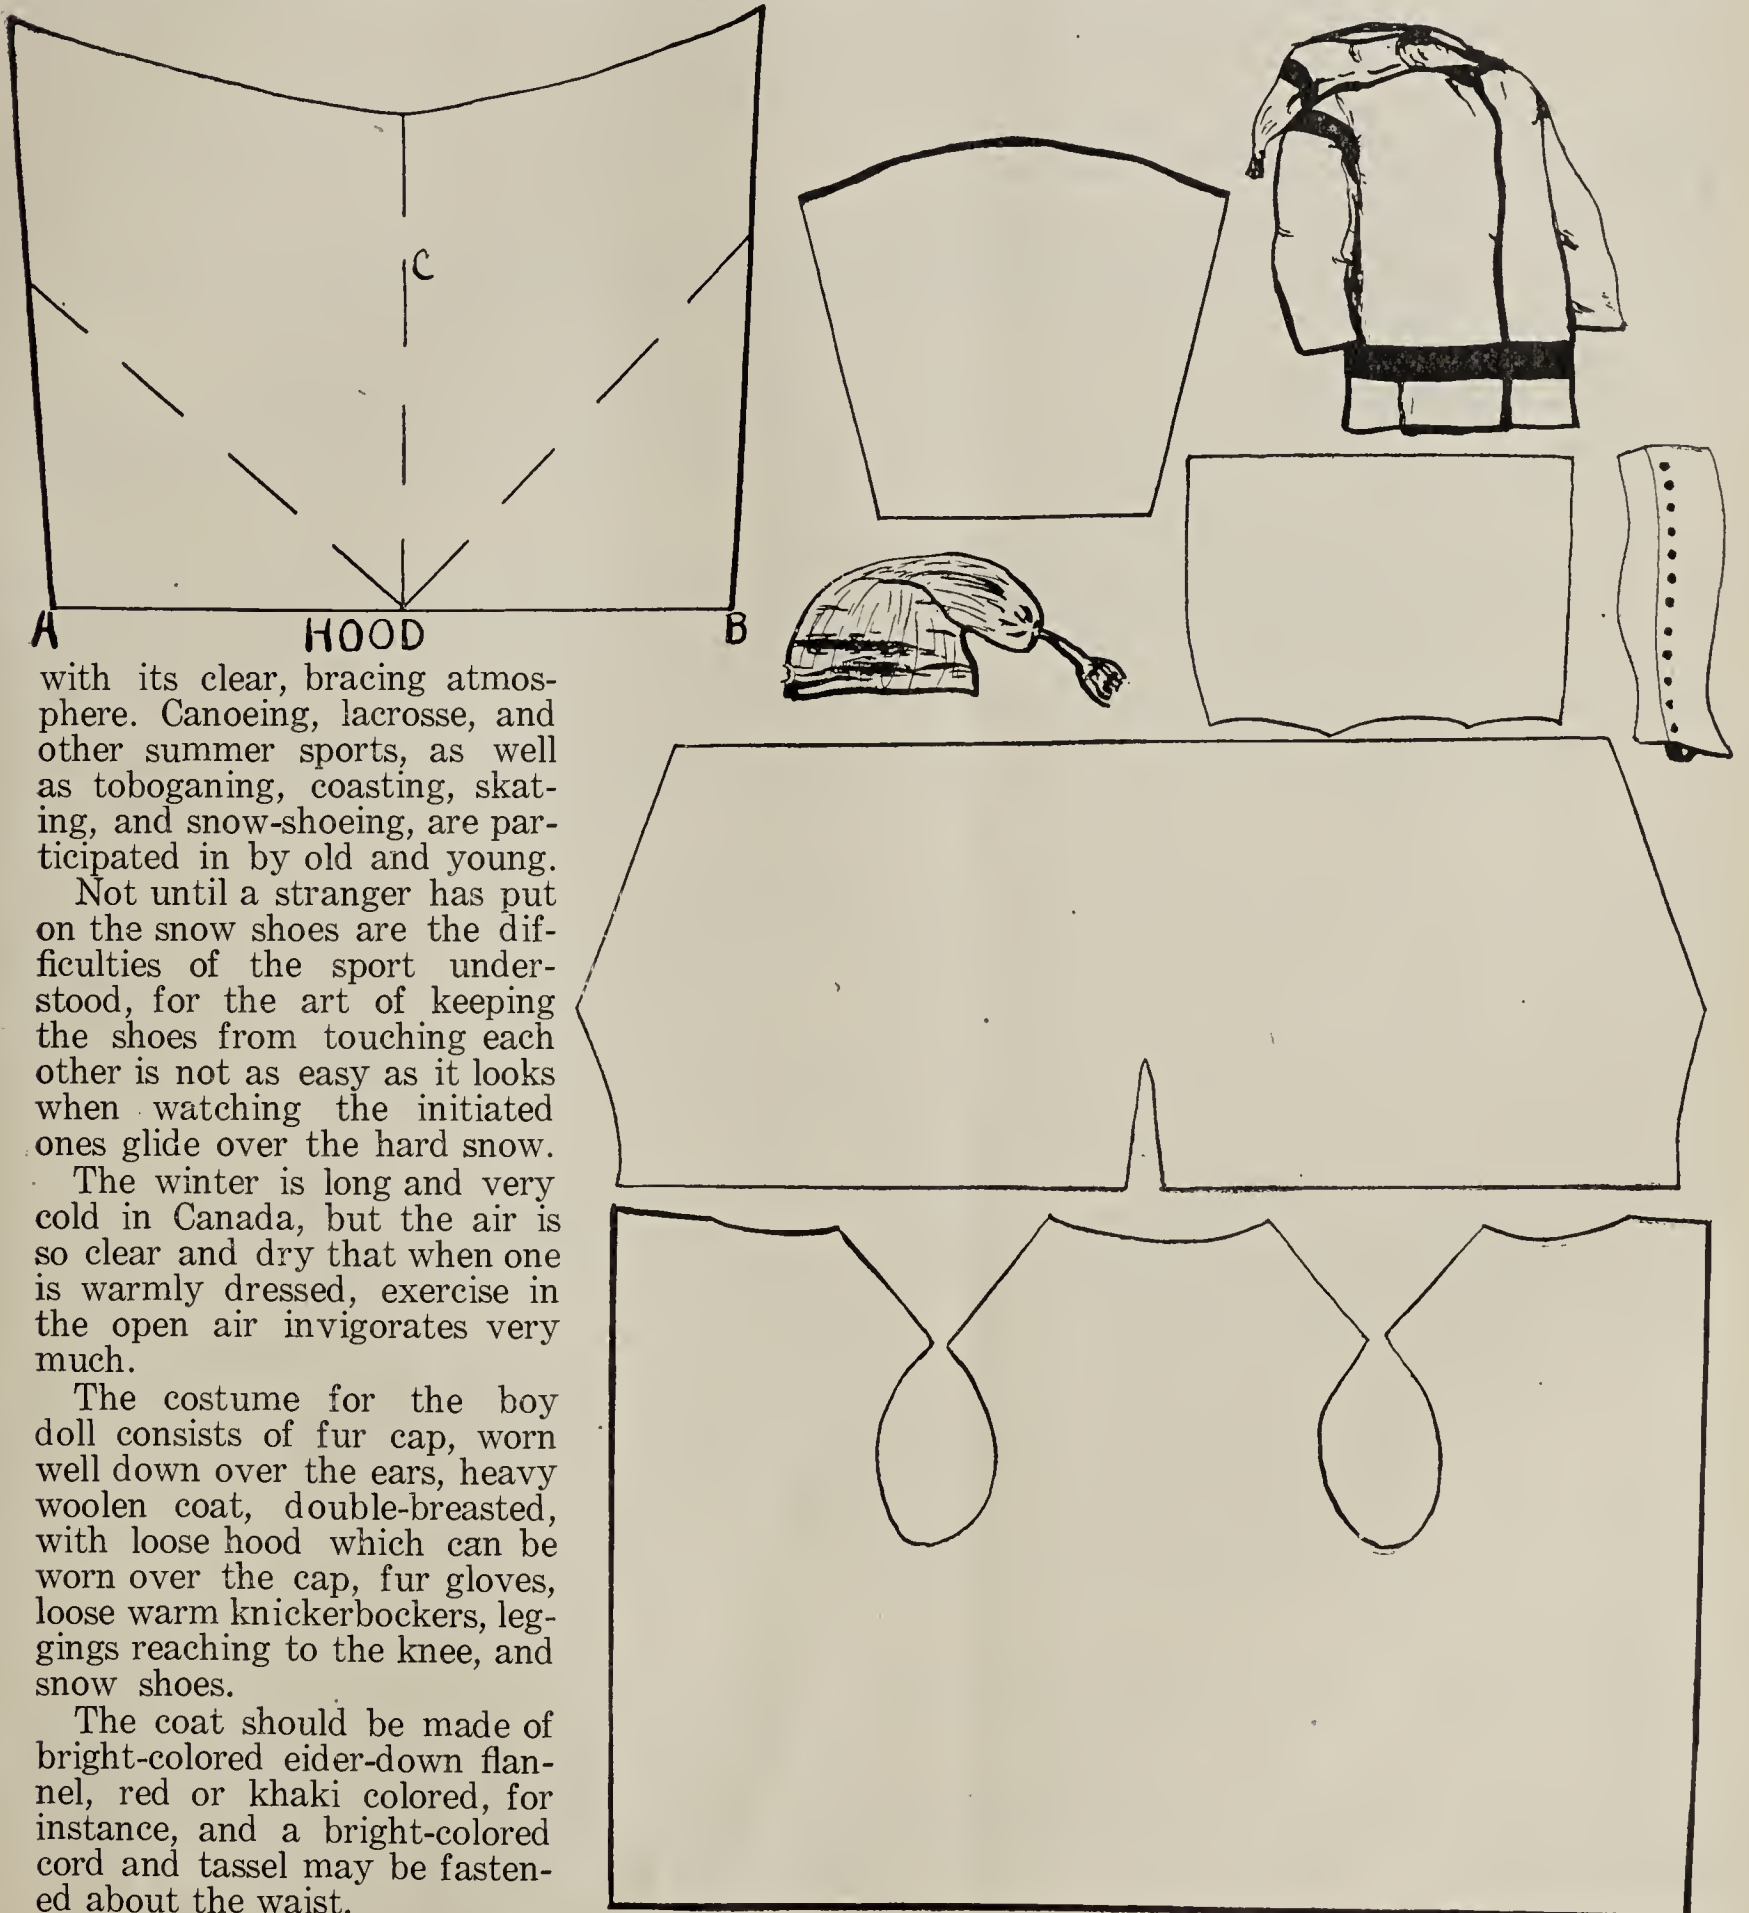 C
A HOOD B
with its clear, bracing atmos-
phere. Canoeing, lacrosse, and
other summer sports, as well
as toboganing, coasting, skat-
ing, and snow-shoeing, are par-
ticipated in by old and young.
Not until a stranger has put
on the snow shoes are the dif-
ficulties of the sport under-
stood, for the art of keeping
the shoes from touching each
other is not as easy as it looks
when watching the initiated
ones glide over the hard snow.
The winter is long and very
cold in Canada, but the air is
so clear and dry that when one
is warmly dressed, exercise in
the open air invigorates very
much.
The costume for the boy
doll consists of fur cap, worn
well down over the ears, heavy
woolen coat, double-breasted,
with loose hood which can be
worn over the cap, fur gloves,
loose warm knickerbockers, leg-
gings reaching to the knee, and
snow shoes.
The coat should be made of
bright-colored eider-down flan-
nel, red or khaki colored, for
instance, and a bright-colored
cord and tassel may be fasten-
ed about the waist.